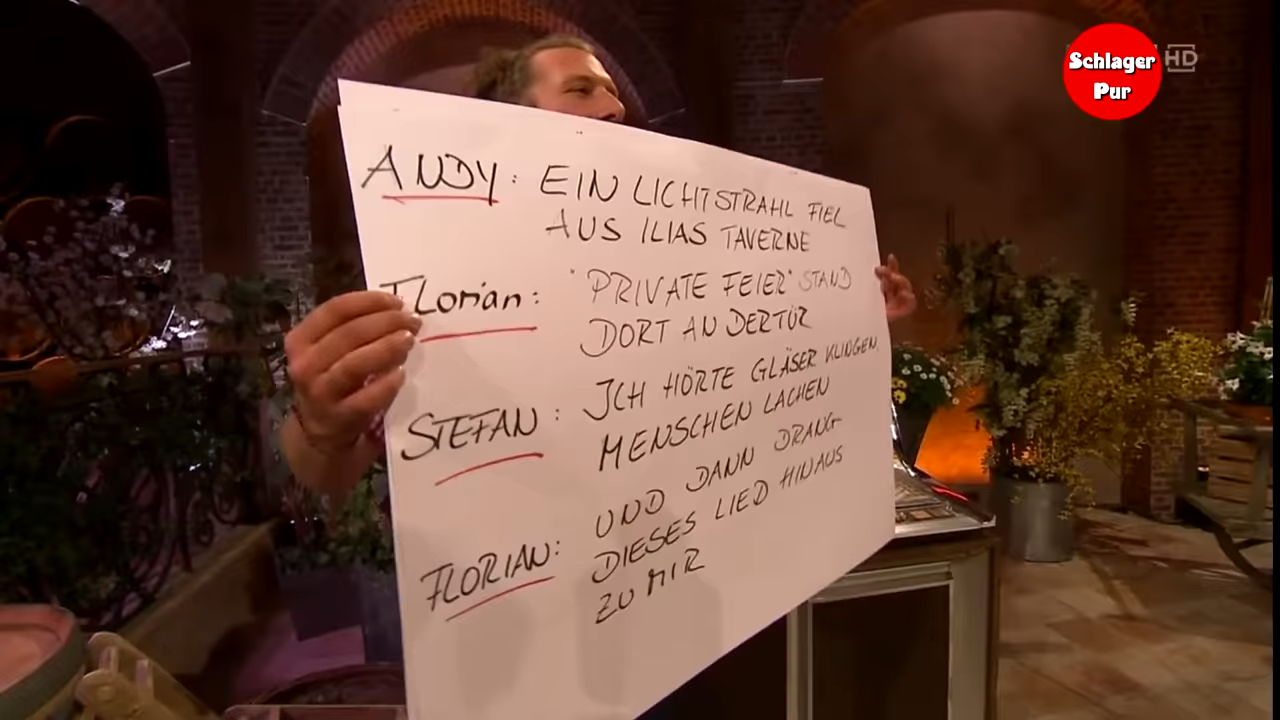 Schlager
Pur
HD
ANDY: EIN LICHTSTRAHL FIEL
AUS ILIAS TAVERNE
FLorian: "PRIVATE FEIER" STAND
DORT AN DER TÜR
STEFAN: ICH HÖRTE GLÄSER KLINGEN,
MENSCHEN LACHEN
UND DANN DRANG
FLORIAN: DIESES LIED HINAUS
ZU MIR